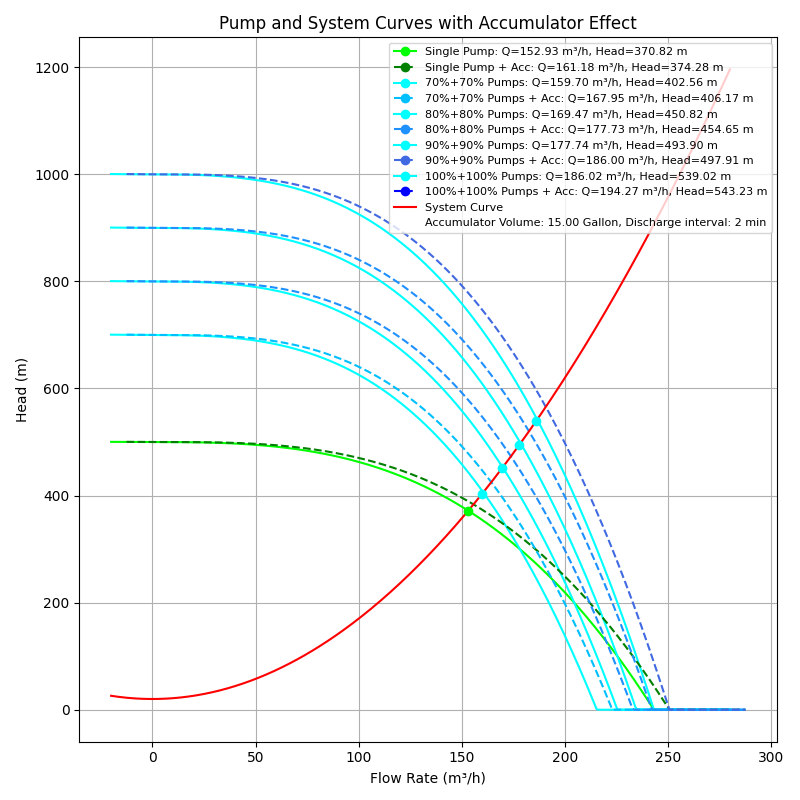 Pump and System Curves with Accumulator Effect
Single Pump: Q=152.93 m³/h, Head=370.82 m
Single Pump + Acc: Q=161.18 m³/h, Head=374.28 m
70%+70% Pumps: Q=159.70 m³/h, Head=402.56 m
70%+70% Pumps + Acc: Q=167.95 m³/h, Head=406.17 m
80%+80% Pumps: Q=169.47 m³/h, Head=450.82 m
80%+80% Pumps + Acc: Q=177.73 m³/h, Head=454.65 m
90%+90% Pumps: Q=177.74 m³/h, Head=493.90 m
90%+90% Pumps + Acc: Q=186.00 m³/h, Head=497.91 m
100%+100% Pumps: Q=186.02 m³/h, Head=539.02 m
100%+100% Pumps + Acc: Q=194.27 m³/h, Head=543.23 m
System Curve
Accumulator Volume: 15.00 Gallon, Discharge interval: 2 min
1200
1000
800
600
400
200
0
Head (m)
0 50 100 150 200 250 300
Flow Rate (m³/h)